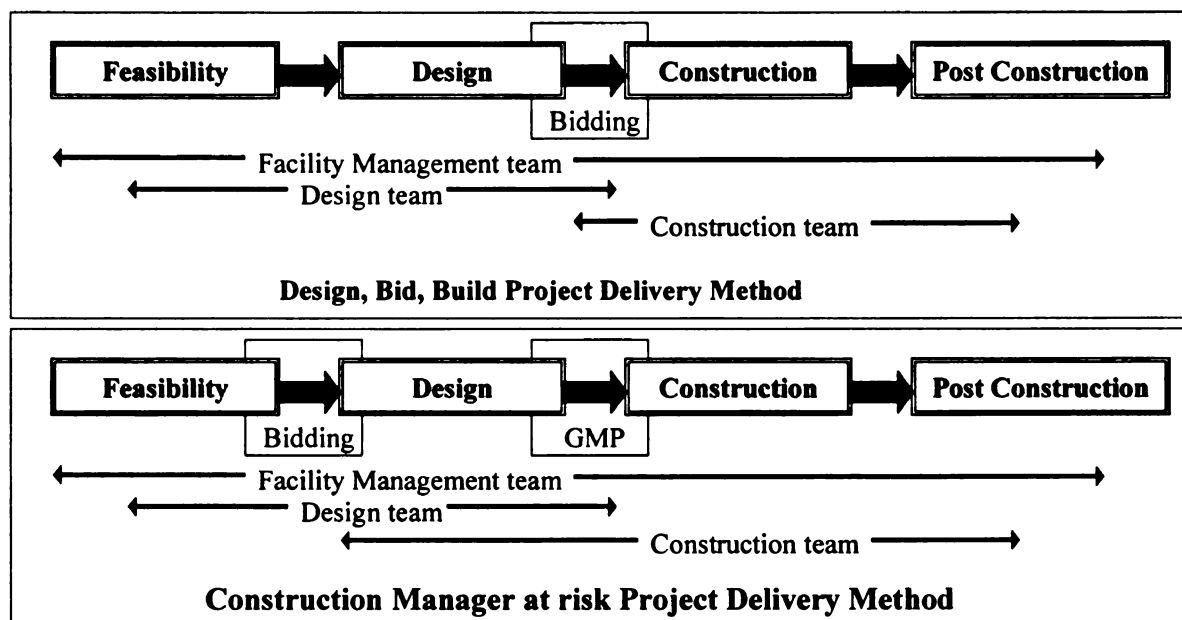 Feasibility Design Construction Post Construction
Bidding
Facility Management team
Design team
Construction team
Design, Bid, Build Project Delivery Method
Feasibility Design Construction Post Construction
Bidding GMP
Facility Management team
Design team
Construction team
Construction Manager at risk Project Delivery Method